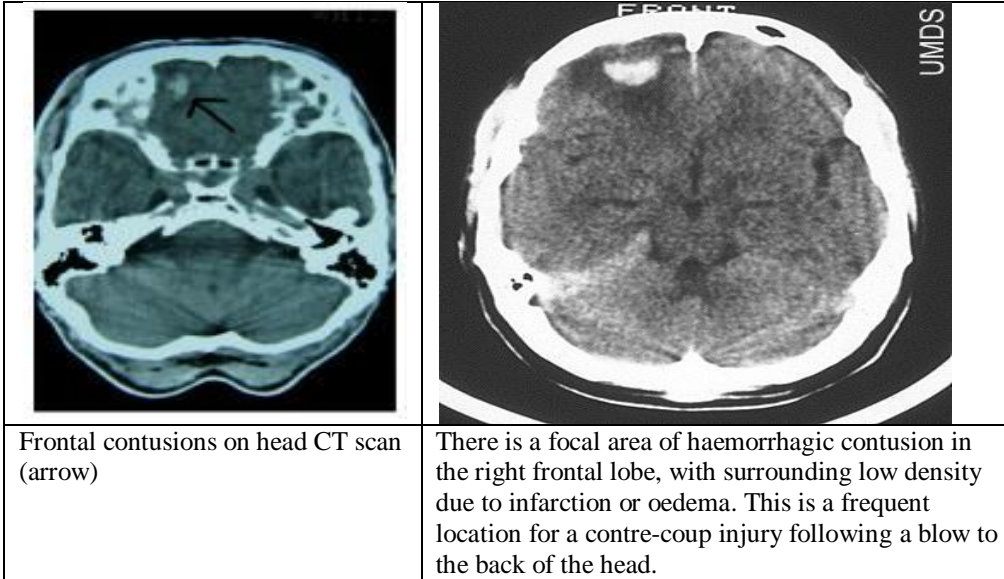 FRONT
UMDS
Frontal contusions on head CT scan
(arrow)
There is a focal area of haemorrhagic contusion in
the right frontal lobe, with surrounding low density
due to infarction or oedema. This is a frequent
location for a contre-coup injury following a blow to
the back of the head.